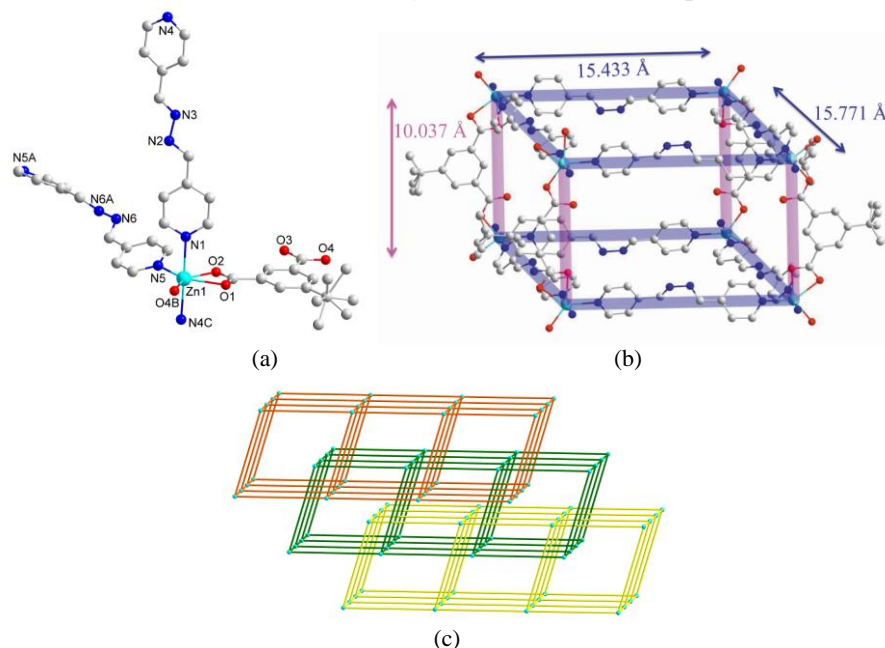 N4
N3
N2
N5A
N6A N6
N1
N5
O2
O3 O4
O1
Zn1
O4B
N4C
(a)
15.433 Å
15.771 Å
10.037 Å
(b)
(c)